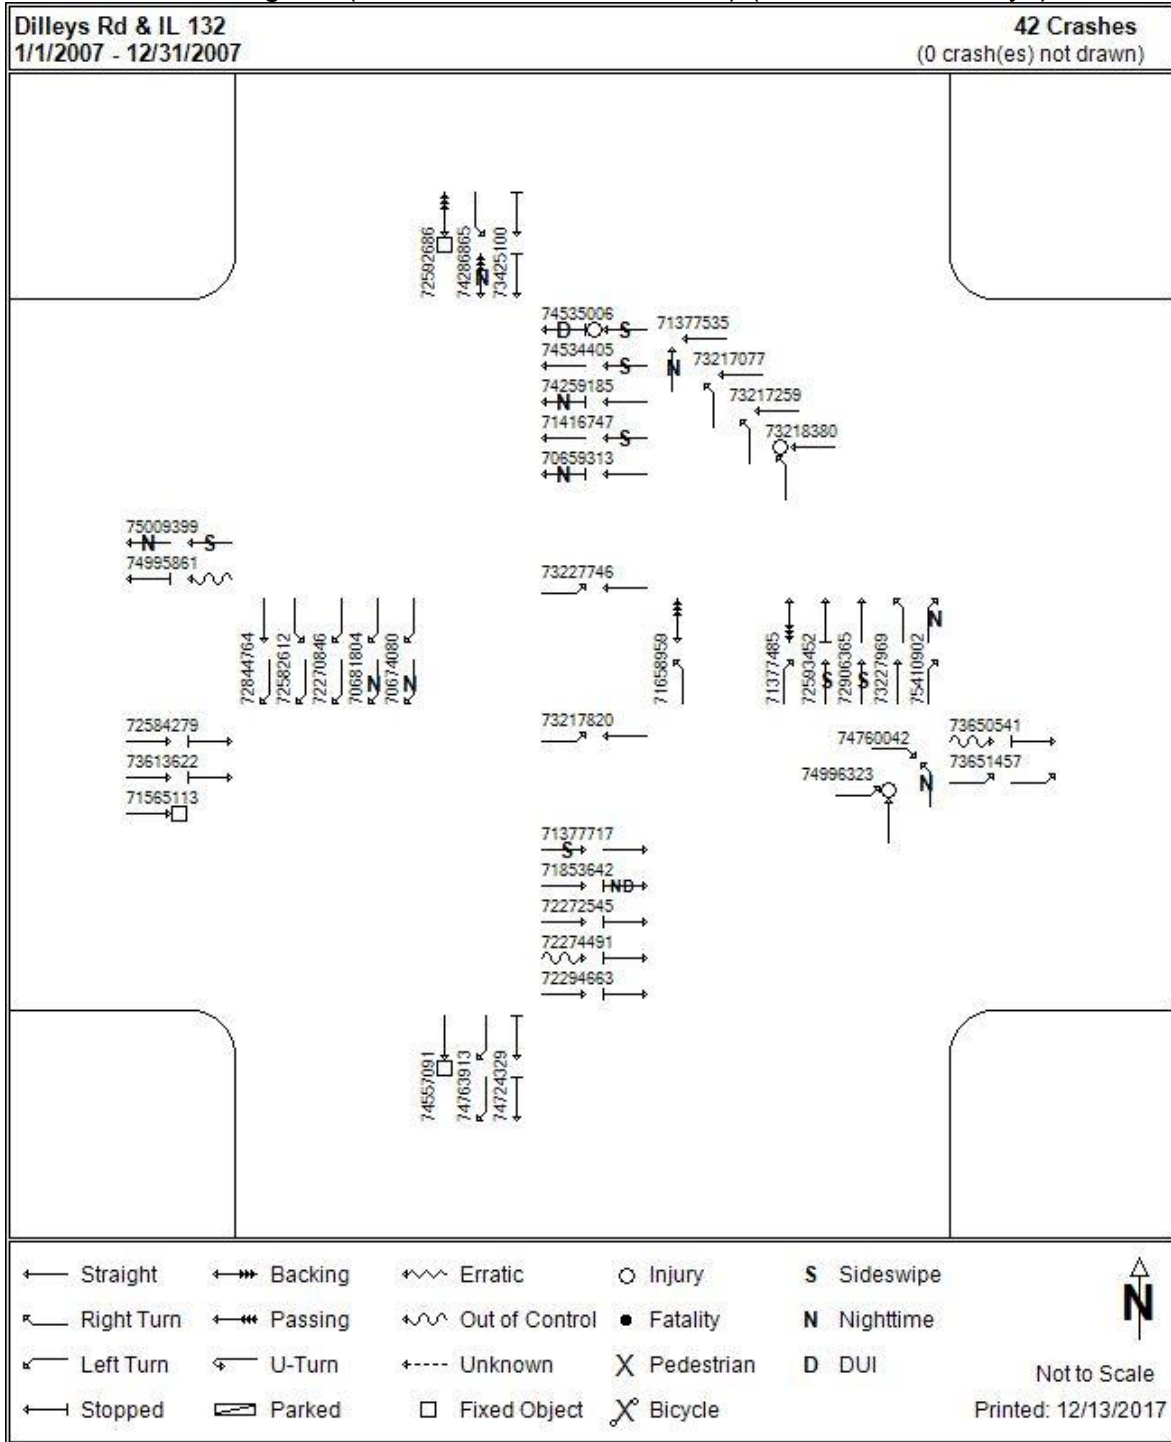 Dilleys Rd & IL 132
42 Crashes
1/1/2007 - 12/31/2007
(0 crash(es) not drawn)
72592686
74286865
73425100
N
74535006
D S
71377535
74534405
S
N
73217077
74259185
N
73217259
71416747
S
73218380
70659313
N
75009399
N S
74995861
73227746
72844764
72582612
72270846
70681804
70674080
N
N
71658959
71377485
72593452
72906365
73227969
75410902
S
S
N
72584279
73217820
74760042
73650541
73613622
74996323
73651457
N
71565113
71377717
S
71853642
ND
72272545
72274491
72294663
74557091
74763913
74724329
Straight Backing Erratic Injury S Sideswipe
Right Turn Passing Out of Control Fatality N Nighttime
N
Left Turn U-Turn Unknown Pedestrian D DUI
Not to Scale
Stopped Parked Fixed Object Bicycle
Printed: 12/13/2017